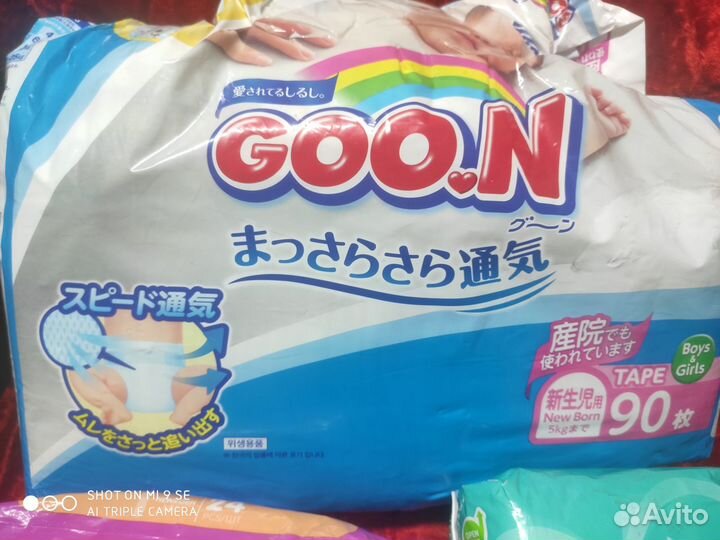 愛されてるしるし。
GOO.N
グ〜ン
まっさらさら通気
スピード通気
ムレをさっと追い出す
産院でも
使われています
Boys
&
Girls
TAPE
新生児用
New Born
5kgまで
90枚
위생용품
24
SHOT ON MI 9 SE
AI TRIPLE CAMERA
Avito